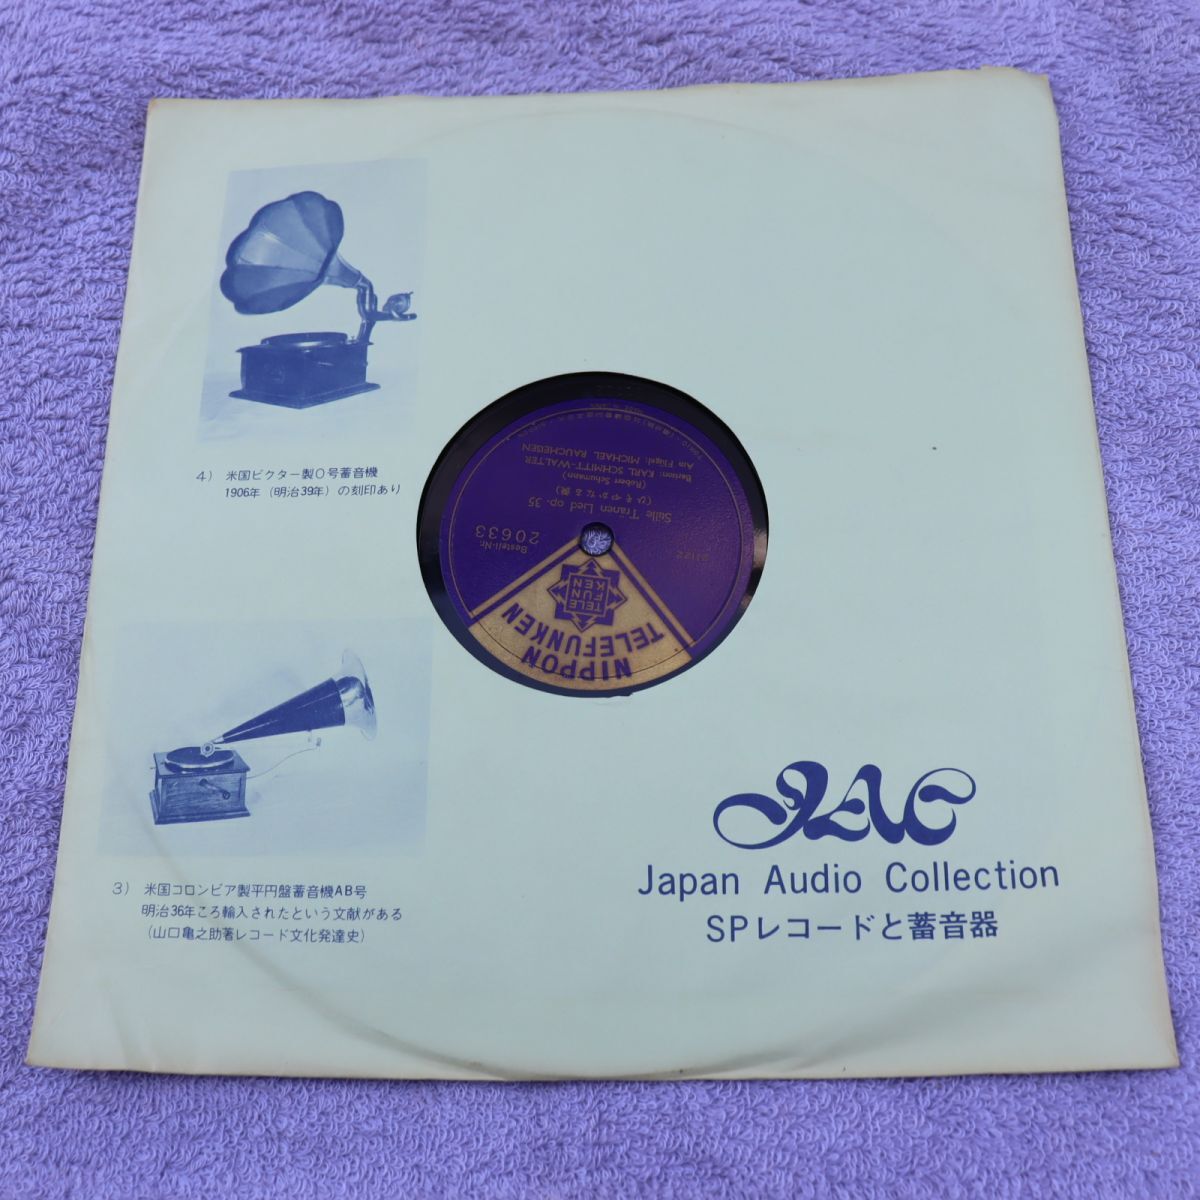 4) 米国ビクター製0号蓄音機
1906年(明治39年)の刻印あり
3) 米国コロンビア製平円盤蓄音機AB号
明治36年ころ輸入されたという文献がある
(山口亀之助著レコード文化発達史)
JAC
Japan Audio Collection
SPレコードと蓄音器
NIPPON
TELEFUNKEN
TELE
FUN
KEN
Bestell-Nr.
20633
21122
Stille Tränen Lied op. 35
(Robert Schumann)
Bariton: KARL SCHMITT-WALTER
Am Flügel: MICHAEL RAUCHEISEN